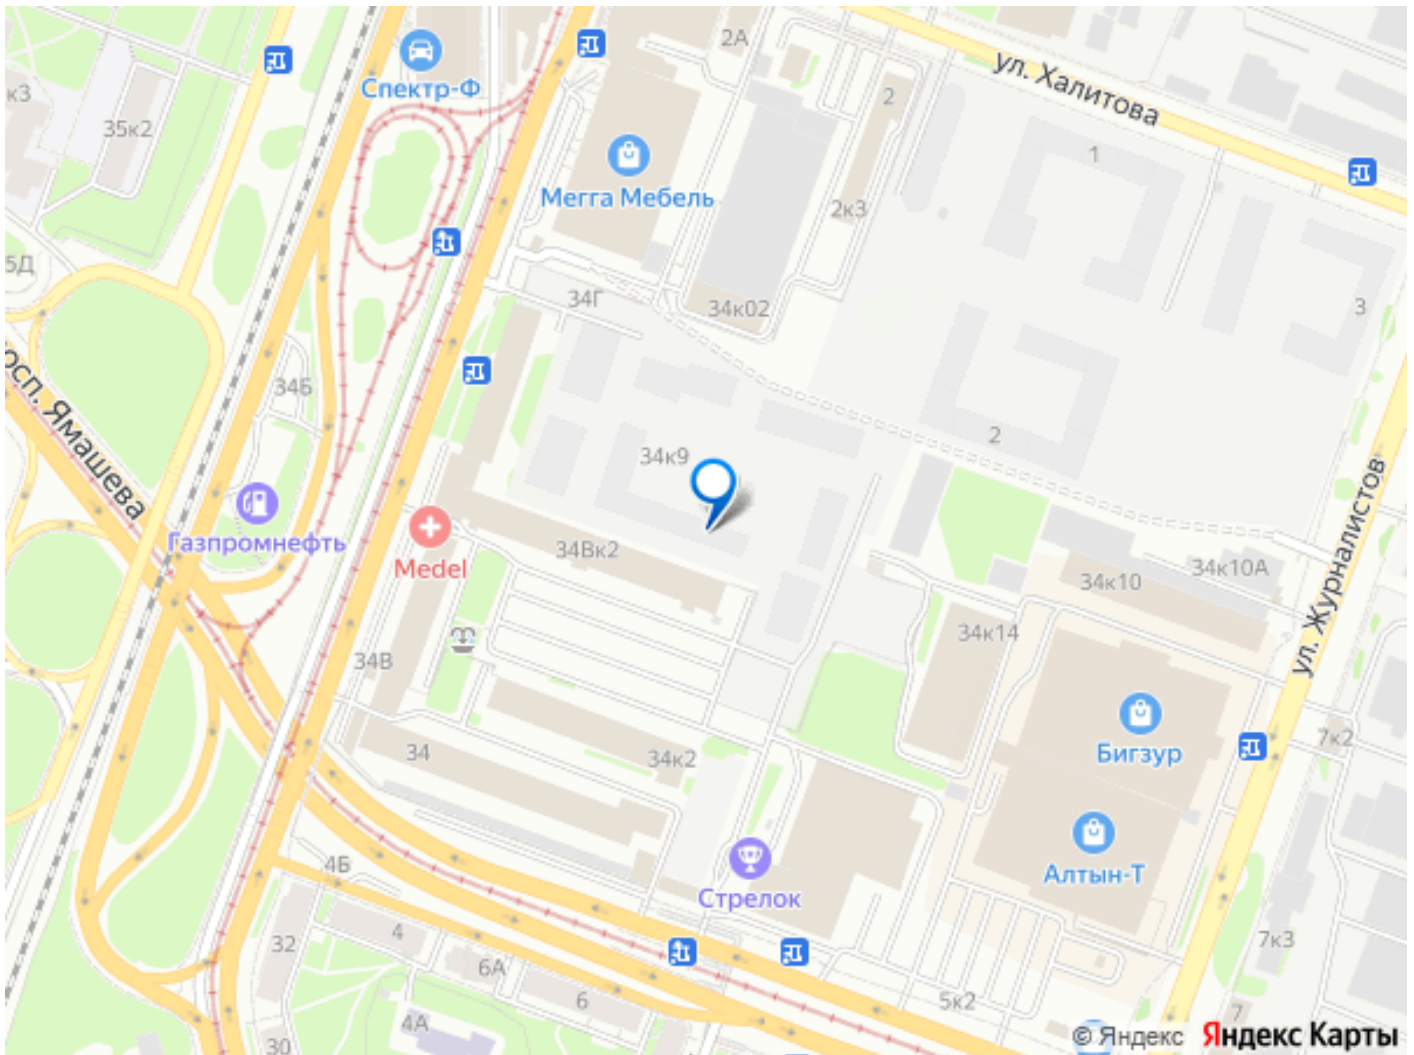 2А
ул. Халитова
Спектр-Ф
к3
35к2
2
1
Мегга Мебель
2к3
5Д
34Г
34к02
3
34Б
осп. Ямашева
2
34к9
Газпромнефть
Medel
34Вк2
34к10
34к10А
ул. Журналистов
34к14
34В
Бигзур
7к2
34
34к2
Алтын-Т
4Б
Стрелок
4
32
6А
7к3
6
5к2
4А
7
30
© Яндекс Яндекс Карты